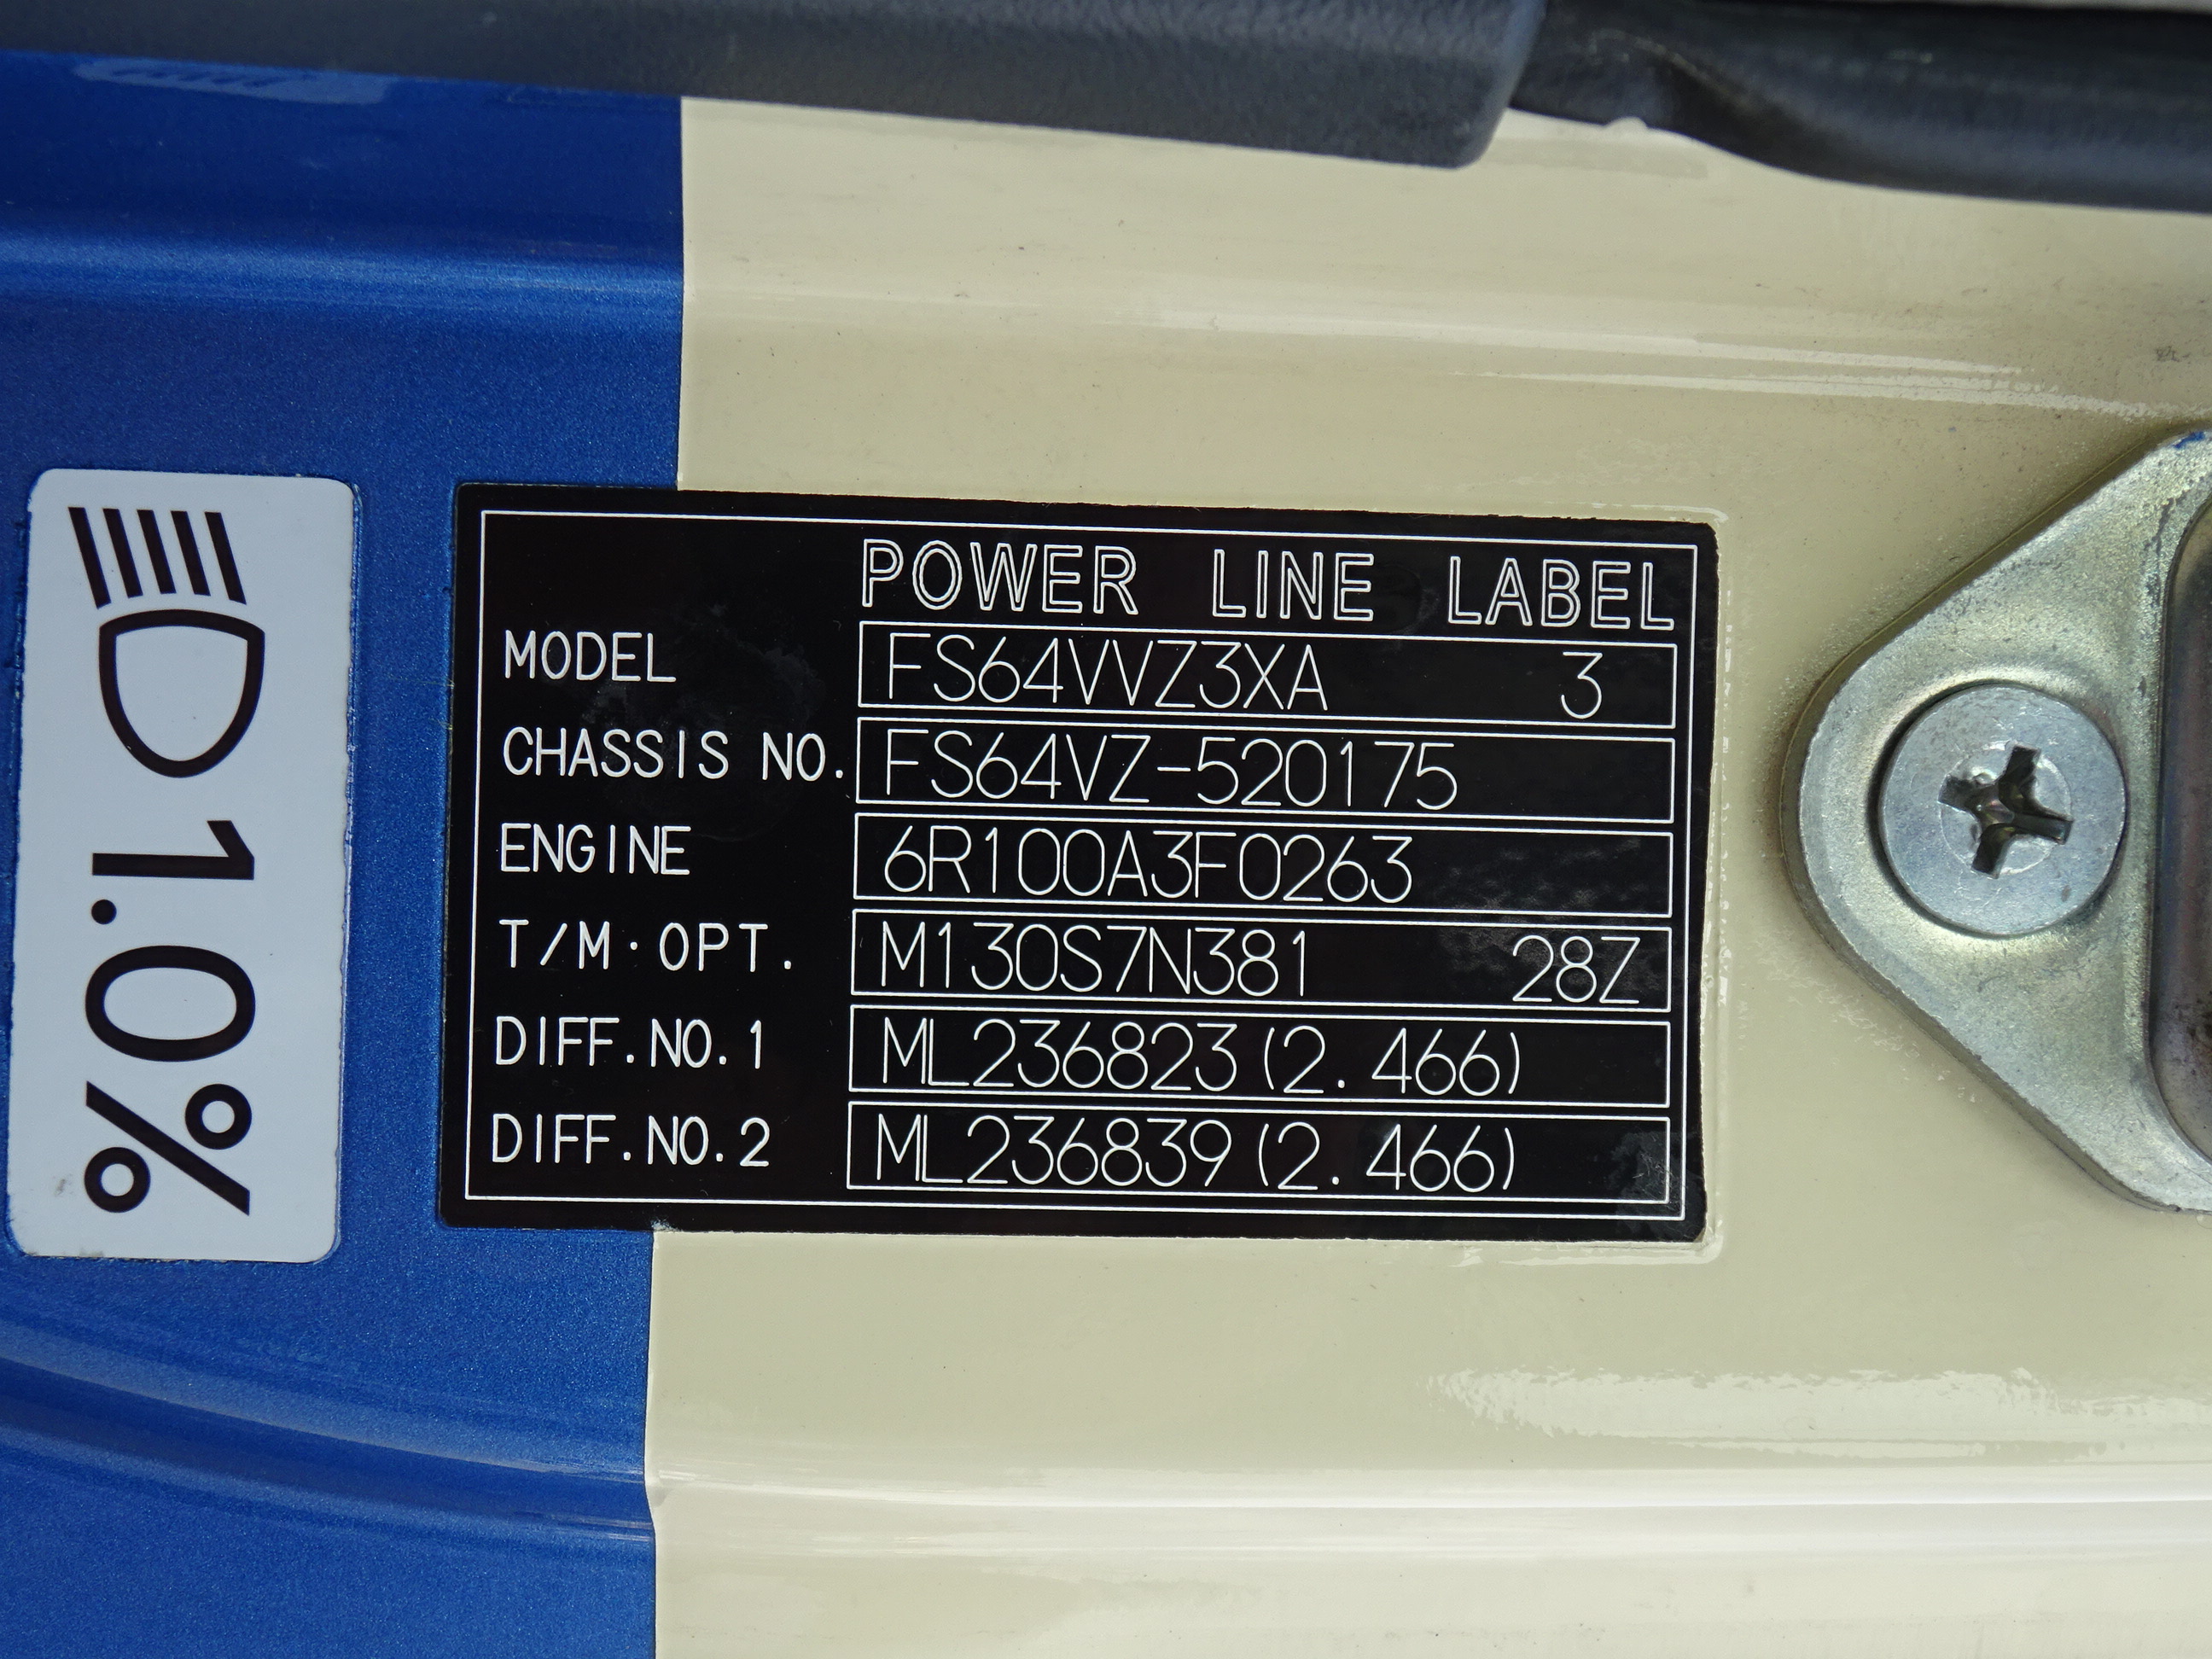 POWER LINE LABEL
MODEL FS64VVZ3XA 3
CHASSIS NO. FS64VZ-520175
ENGINE 6R100A3F0263
T/M·OPT. M130S7N381 28Z
DIFF.NO.1 ML236823(2.466)
DIFF.NO.2 ML236839(2.466)
1.0%